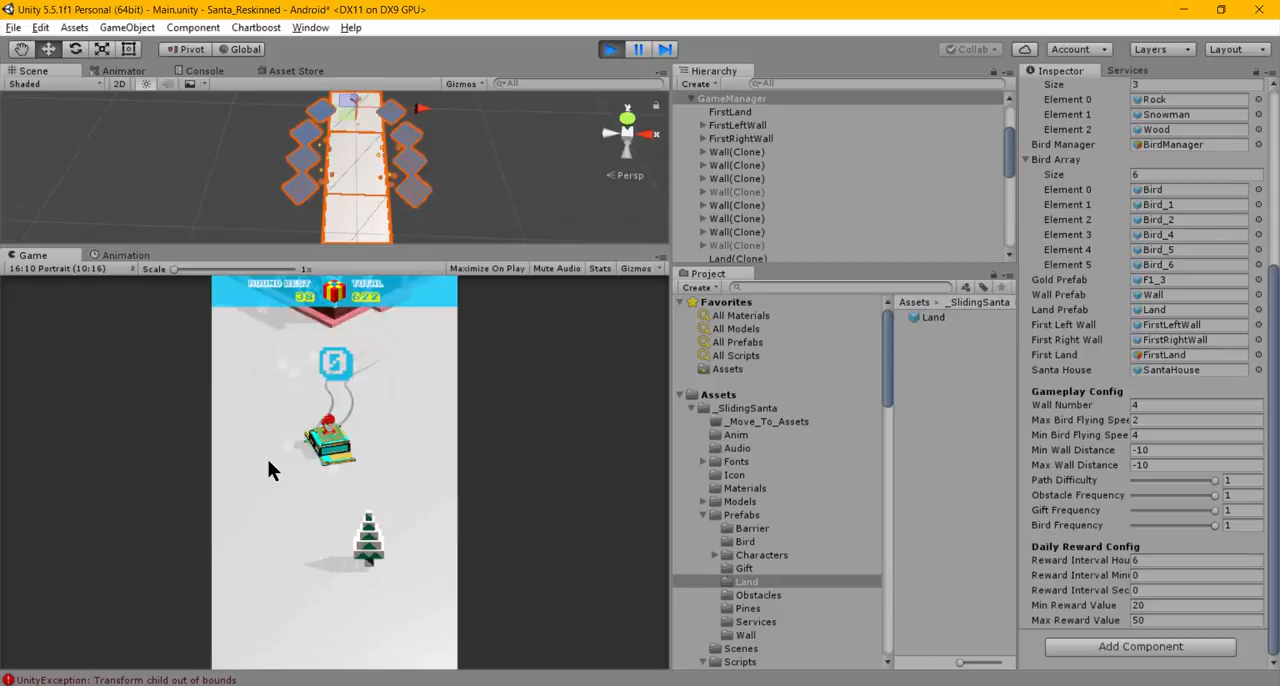 Unity 5.5.1f1 Personal (64bit) - Main.unity - Santa_Reskinned - Android* <DX11 on DX9 GPU>
File Edit Assets GameObject Component Chartboost Window Help
Pivot Global Collab Account Layers Layout
Scene Animator Console Asset Store
Shaded 2D Gizmos All
y
x
Persp
Game Animation
16:10 Portrait (10:16) Scale 1x Maximize On Play Mute Audio Stats Gizmos
ROUND BEST TOTAL
38 622
0
Hierarchy
Create All
GameManager
FirstLand
FirstLeftWall
FirstRightWall
Wall(Clone)
Wall(Clone)
Wall(Clone)
Wall(Clone)
Wall(Clone)
Wall(Clone)
Wall(Clone)
Wall(Clone)
Land(Clone)
Project
Create
Favorites
All Materials
All Models
All Prefabs
All Scripts
Assets
Assets
_SlidingSanta
_Move_To_Assets
Anim
Audio
Fonts
Icon
Materials
Models
Prefabs
Barrier
Bird
Characters
Gift
Land
Obstacles
Pines
Services
Wall
Scenes
Scripts
Assets _SlidingSanta
Land
Inspector Services
Size 3
Element 0 Rock
Element 1 Snowman
Element 2 Wood
Bird Manager BirdManager
Bird Array
Size 6
Element 0 Bird
Element 1 Bird_1
Element 2 Bird_2
Element 3 Bird_4
Element 4 Bird_5
Element 5 Bird_6
Gold Prefab F1_3
Wall Prefab Wall
Land Prefab Land
First Left Wall FirstLeftWall
First Right Wall FirstRightWall
First Land FirstLand
Santa House SantaHouse
Gameplay Config
Wall Number 4
Max Bird Flying Spee 2
Min Bird Flying Spee 4
Min Wall Distance -10
Max Wall Distance -10
Path Difficulty 1
Obstacle Frequency 1
Gift Frequency 1
Bird Frequency 1
Daily Reward Config
Reward Interval Hou 6
Reward Interval Min 0
Reward Interval Sec 0
Min Reward Value 20
Max Reward Value 50
Add Component
UnityException: Transform child out of bounds